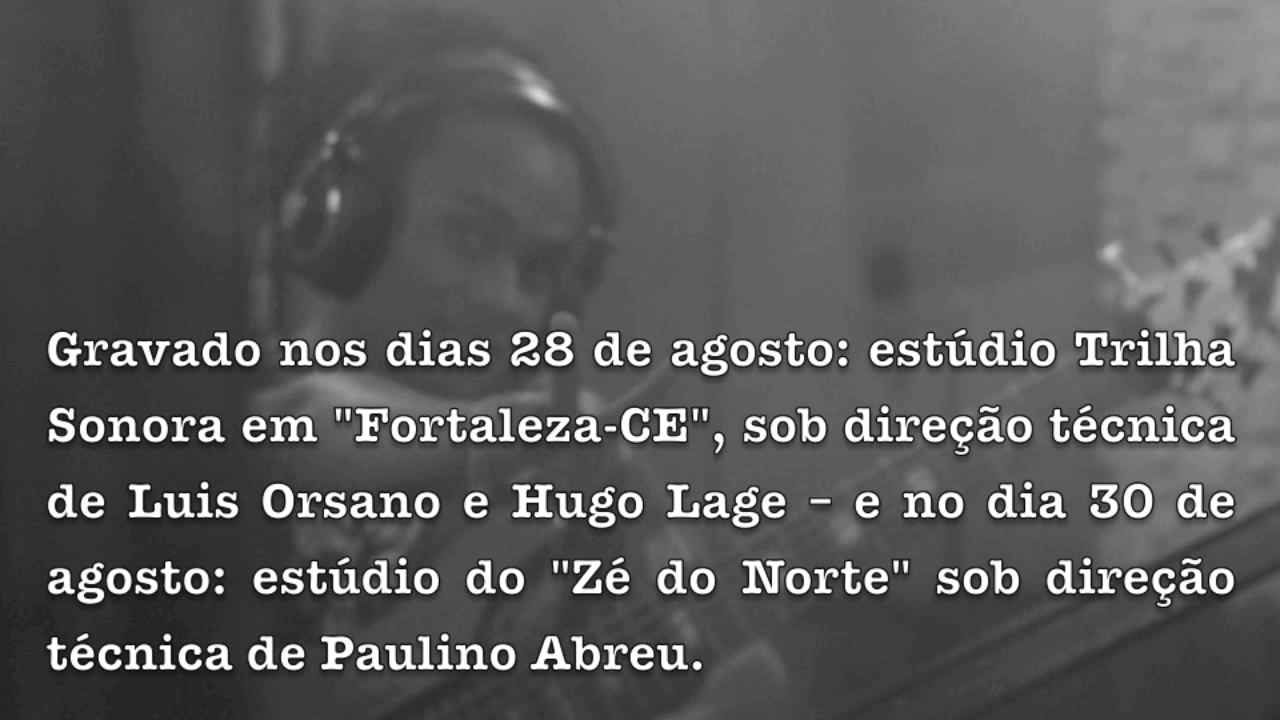 Gravado nos dias 28 de agosto: estúdio Trilha
Sonora em "Fortaleza-CE", sob direção técnica
de Luis Orsano e Hugo Lage – e no dia 30 de
agosto: estúdio do "Zé do Norte" sob direção
técnica de Paulino Abreu.